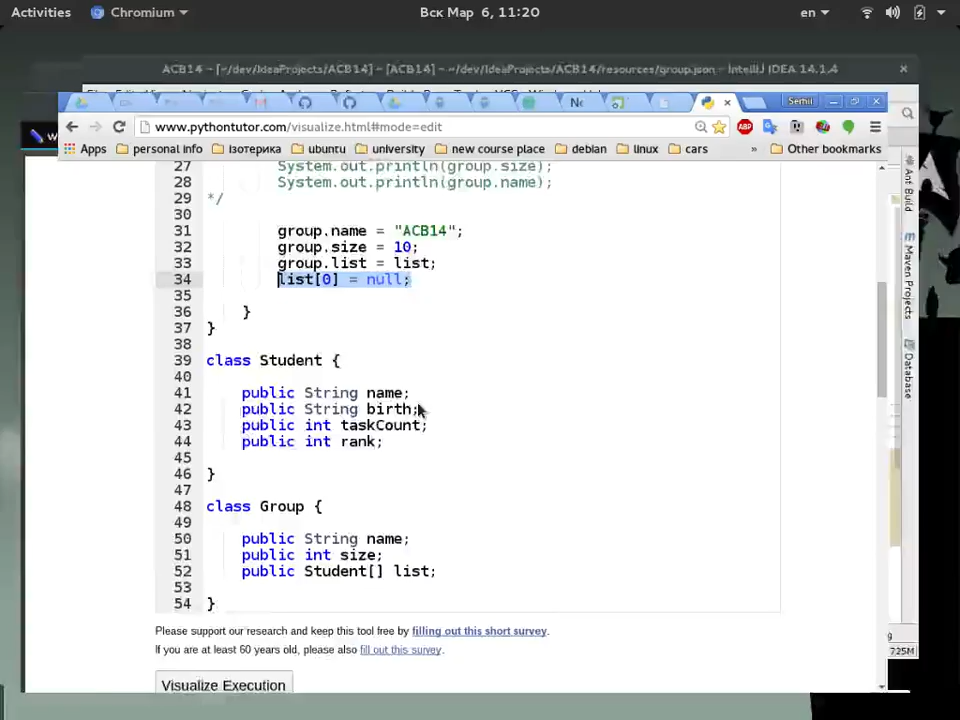 Activities Chromium Вск Мар 6, 11:20 en
ACB14 – [~/dev/IdeaProjects/ACB14] – [ACB14] – ~/dev/IdeaProjects/ACB14/resources/group.json – IntelliJ IDEA 14.1.4
Semil
www.pythontutor.com/visualize.html#mode=edit ABP
Apps personal info ізотерика ubuntu university new course place debian linux cars » Other bookmarks
27 System.out.println(group.size);
28 System.out.println(group.name);
29 */
30
31 group.name = "ACB14";
32 group.size = 10;
33 group.list = list;
34 list[0] = null;
35
36 }
37 }
38
39 class Student {
40
41 public String name;
42 public String birth;
43 public int taskCount;
44 public int rank;
45
46 }
47
48 class Group {
49
50 public String name;
51 public int size;
52 public Student[] list;
53
54 }
Please support our research and keep this tool free by filling out this short survey.
If you are at least 60 years old, please also fill out this survey.
Visualize Execution
Ant Build
Maven Projects
Database
725M